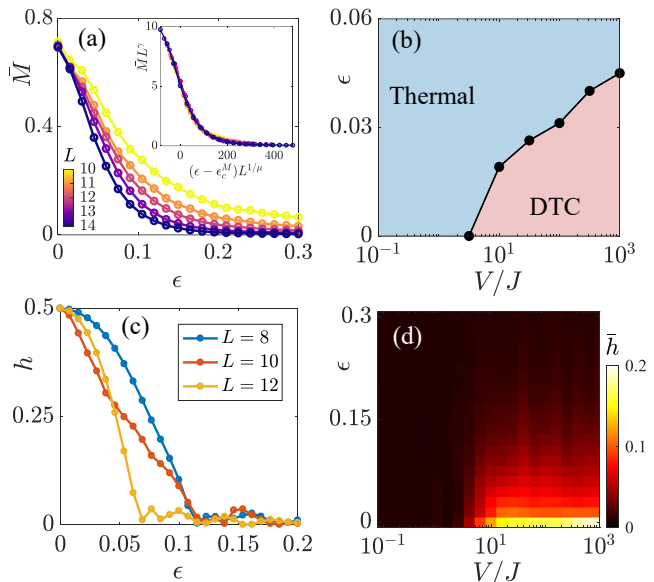 (a)
M̄
0.8
0.4
0
0 0.1 0.2 0.3
ϵ
L
10
11
12
13
14
M̄L^γ
10
5
0
0 200 400
(ϵ − ϵ_c^M)L^{1/μ}
(b)
ϵ
0.06
0.03
0
Thermal
DTC
10^{-1} 10^1 10^3
V/J
(c)
h
0.5
0.25
0
L = 8
L = 10
L = 12
0 0.05 0.1 0.15 0.2
ϵ
(d)
ϵ
0.3
0.15
0
10^{-1} 10^1 10^3
V/J
h̄
0.2
0.1
0